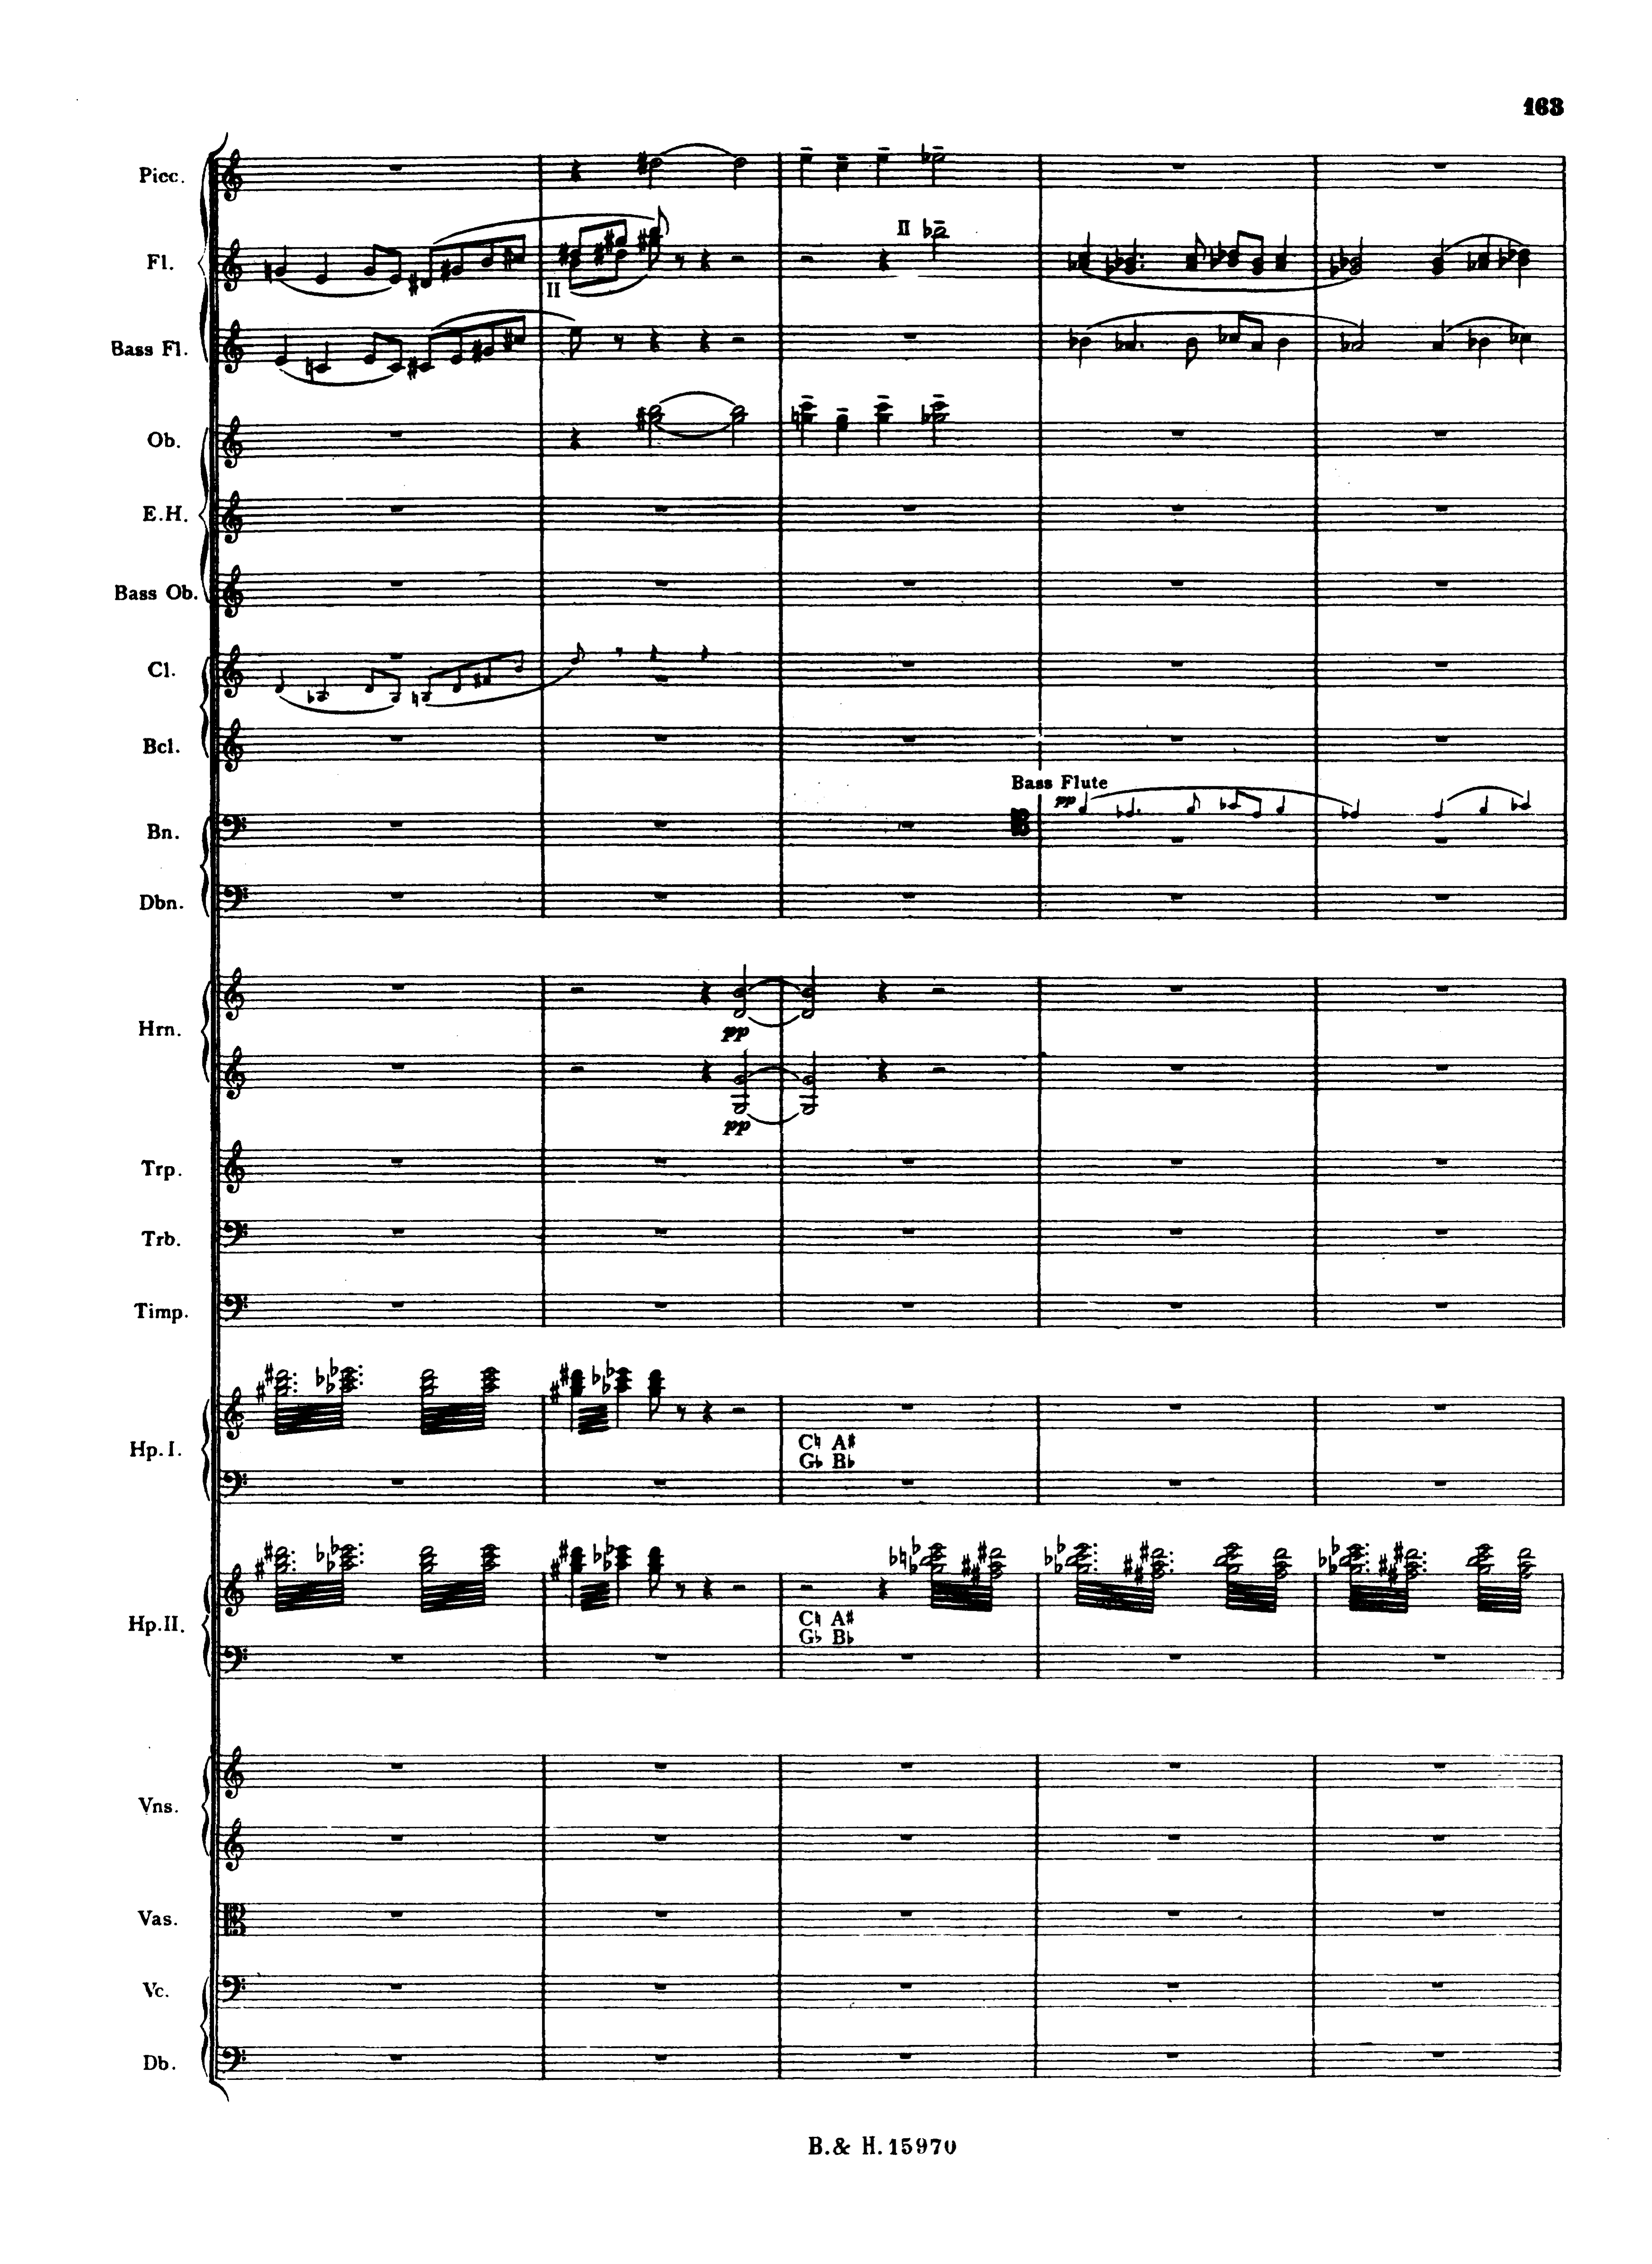 163
Picc.
Fl.
II
II
Bass Fl.
Ob.
E.H.
Bass Ob.
Cl.
Bcl.
Bass Flute
pp
Bn.
Dbn.
Hrn.
pp
pp
Trp.
Trb.
Timp.
Hp. I.
C♮ A♯
G♭ B♭
Hp. II.
C♮ A♯
G♭ B♭
Vns.
Vas.
Vc.
Db.
B. & H. 15970